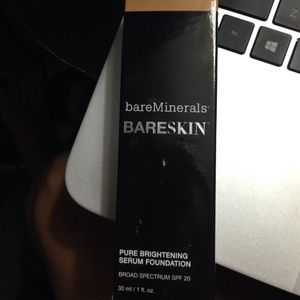 bareMinerals
BARESKIN
PURE BRIGHTENING
SERUM FOUNDATION
BROAD SPECTRUM SPF 20
30 ml / 1 fl. oz.